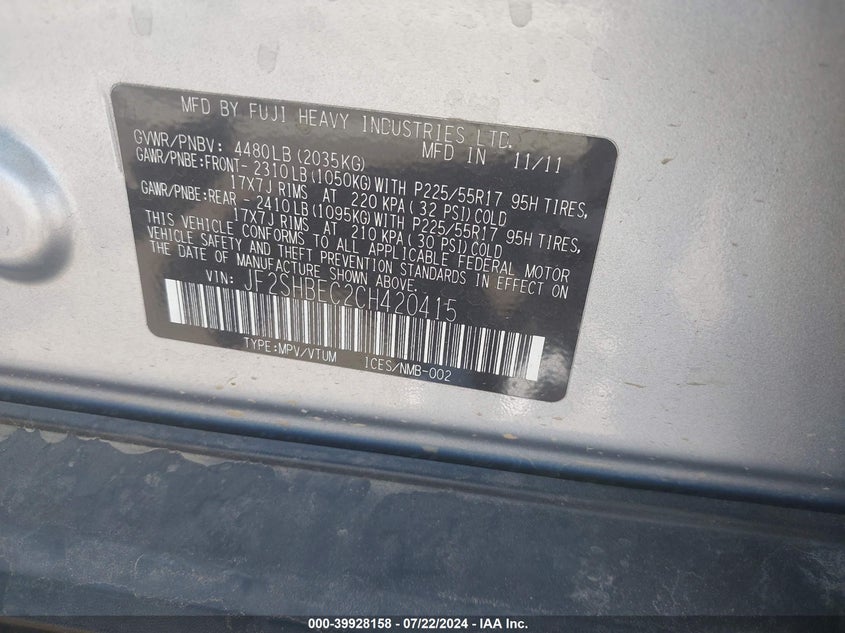 MFD BY FUJI HEAVY INDUSTRIES LTD.
GVWR/PNBV: 4480LB(2035KG) MFD IN 11/11
GAWR/PNBE:FRONT- 2310LB(1050KG)WITH P225/55R17 95H TIRES,
17X7J RIMS AT 220 KPA(32 PSI)COLD
GAWR/PNBE:REAR - 2410LB(1095KG)WITH P225/55R17 95H TIRES,
17X7J RIMS AT 210 KPA(30 PSI)COLD
THIS VEHICLE CONFORMS TO ALL APPLICABLE FEDERAL MOTOR
VEHICLE SAFETY AND THEFT PREVENTION STANDARDS IN EFFECT ON
THE DATE OF MANUFACTURE SHOWN ABOVE.
VIN: JF2SHBEC2CH420415
TYPE:MPV/VTUM ICES/NMB-002
000-39928158 - 07/22/2024 - IAA Inc.